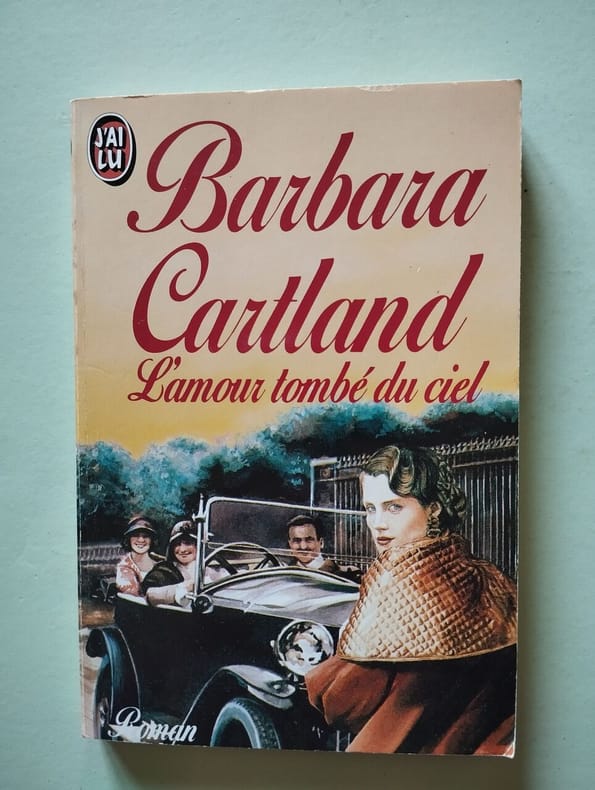 J'AI
LU
Barbara
Cartland
L'amour tombé du ciel
Roman